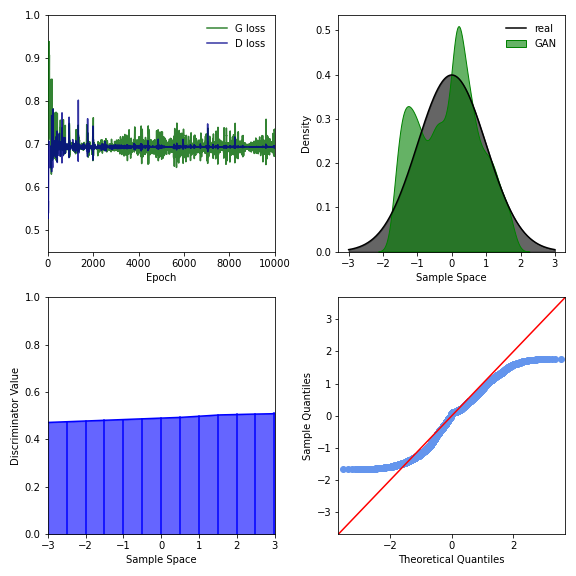 1.0
0.9
0.8
0.7
0.6
0.5
0 2000 4000 6000 8000 10000
Epoch
G loss
D loss
0.5
0.4
0.3
0.2
0.1
0.0
Density
−3 −2 −1 0 1 2 3
Sample Space
real
GAN
1.0
0.8
0.6
0.4
0.2
0.0
Discriminator Value
−3 −2 −1 0 1 2 3
Sample Space
3
2
1
0
−1
−2
−3
Sample Quantiles
−2 0 2
Theoretical Quantiles